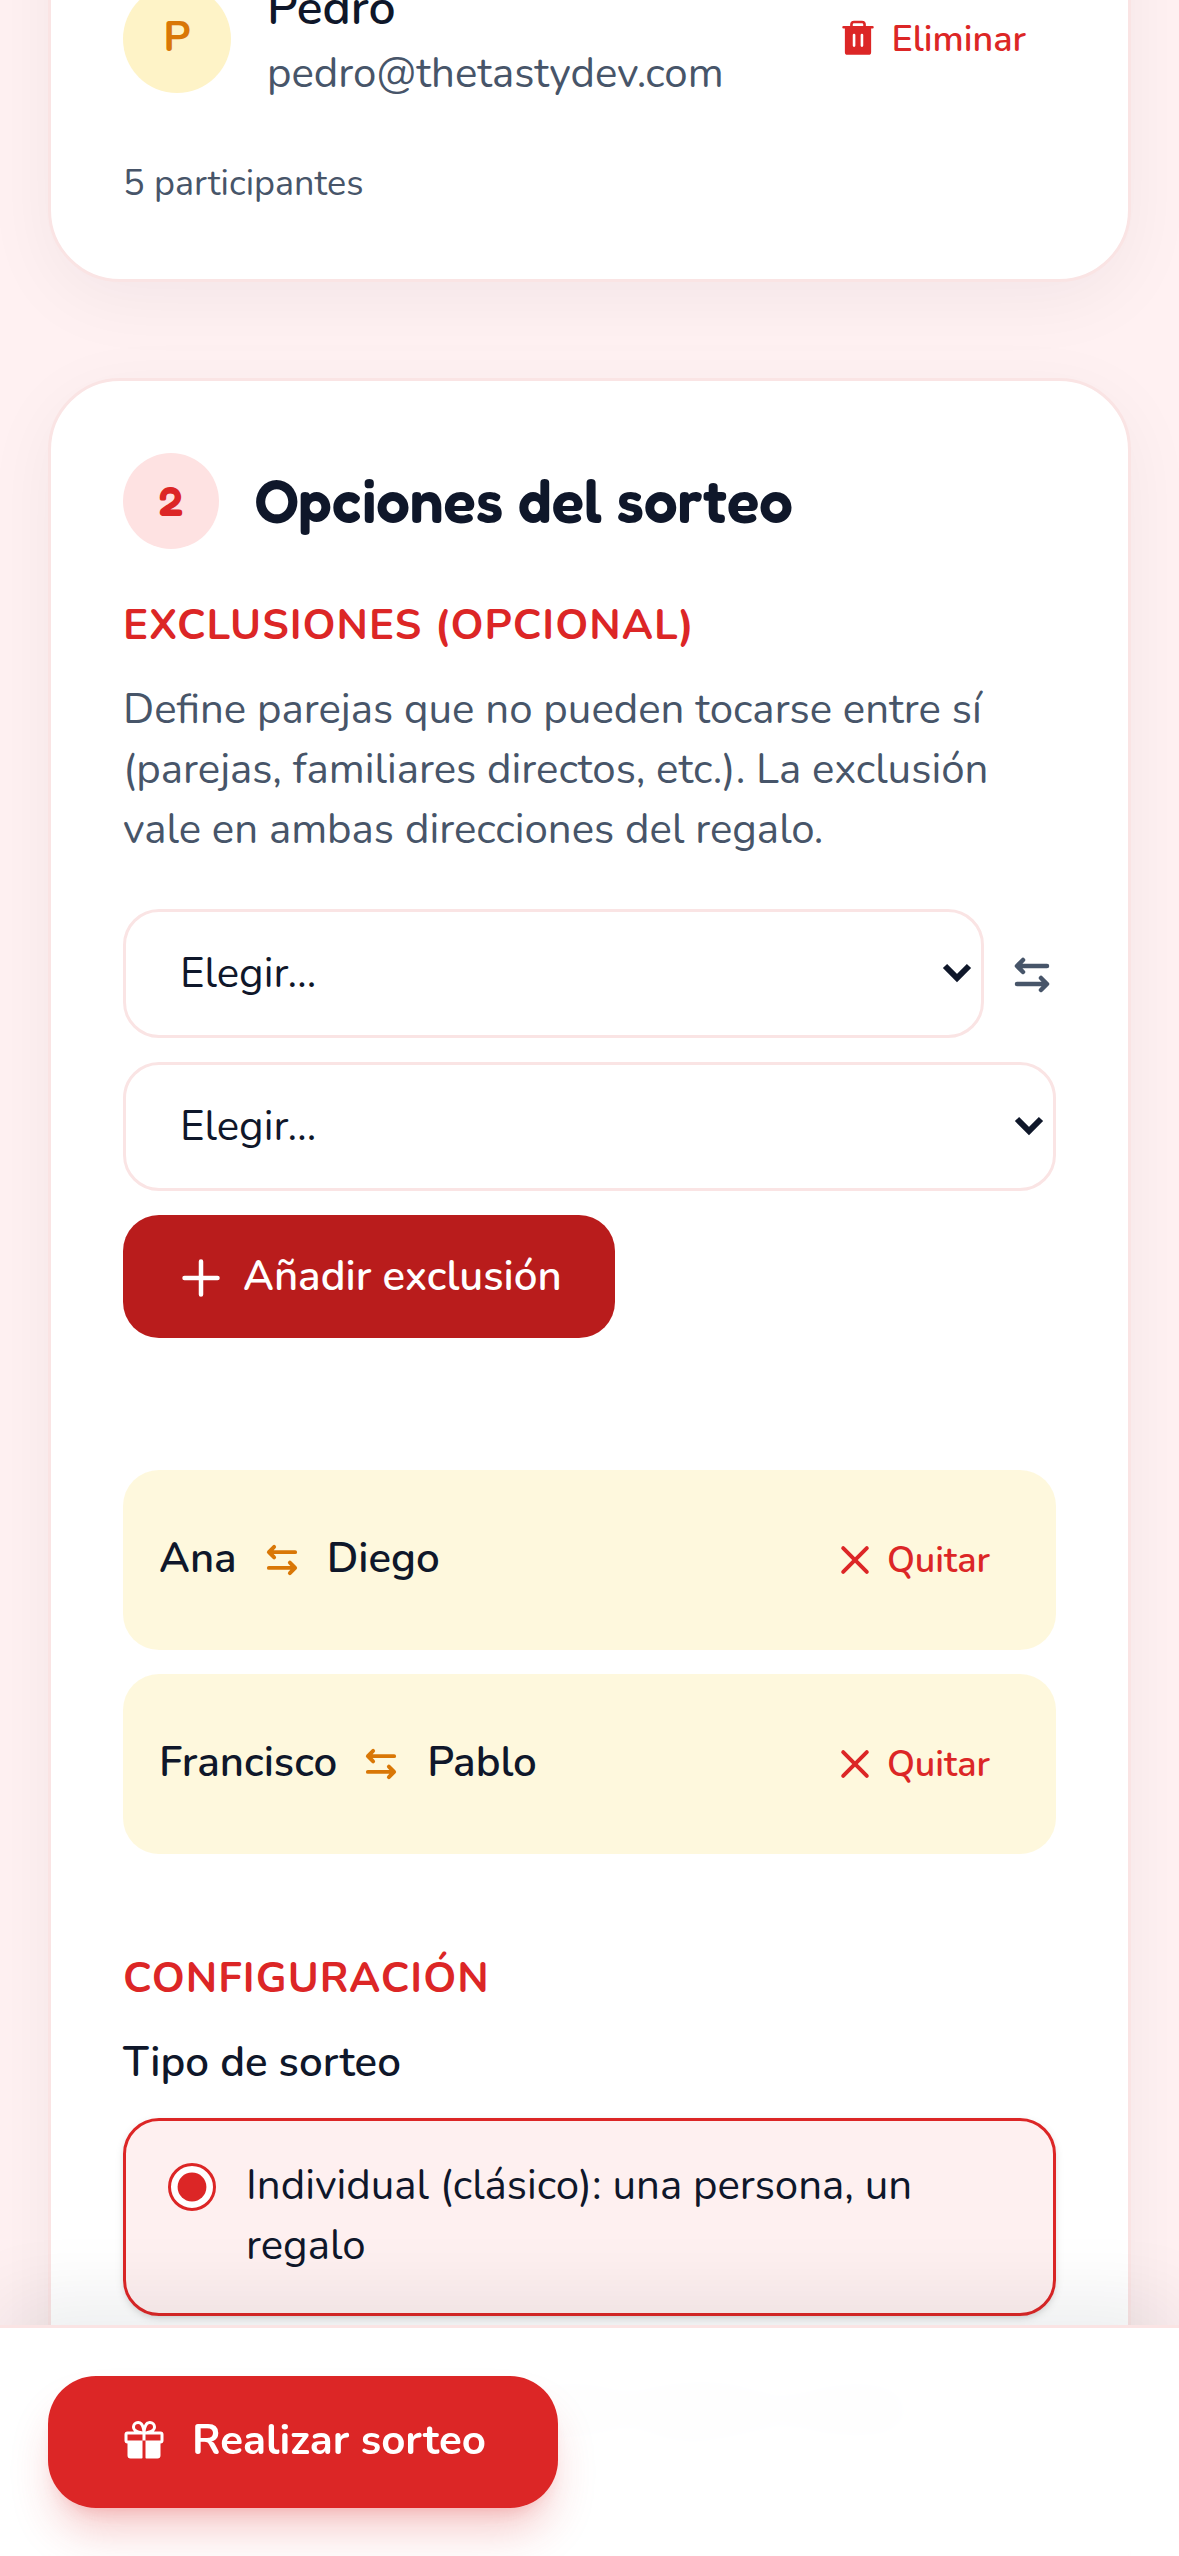 P
Pedro
Eliminar
pedro@thetastydev.com
5 participantes
2
Opciones del sorteo
EXCLUSIONES (OPCIONAL)
Define parejas que no pueden tocarse entre sí
(parejas, familiares directos, etc.). La exclusión
vale en ambas direcciones del regalo.
Elegir...
Elegir...
Añadir exclusión
Ana Diego Quitar
Francisco Pablo Quitar
CONFIGURACIÓN
Tipo de sorteo
Individual (clásico): una persona, un
regalo
Realizar sorteo